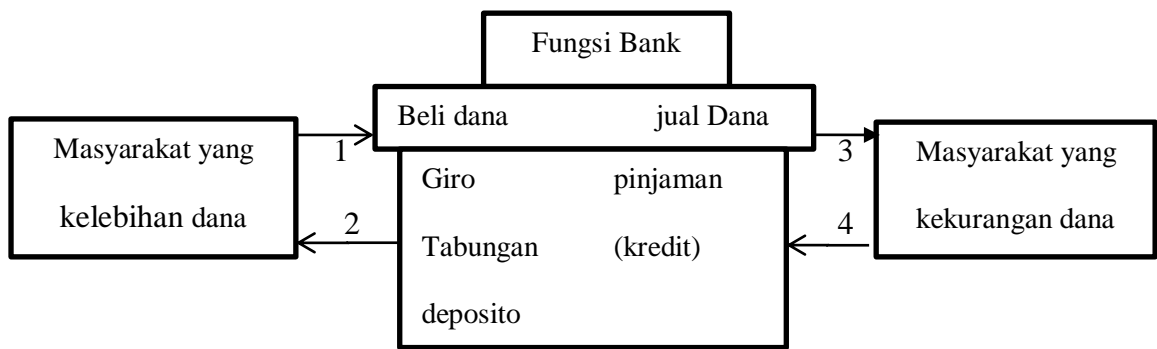 Fungsi Bank
Beli dana jual Dana
Masyarakat yang
kelebihan dana
1
2
Giro pinjaman
Tabungan (kredit)
deposito
3
4
Masyarakat yang
kekurangan dana